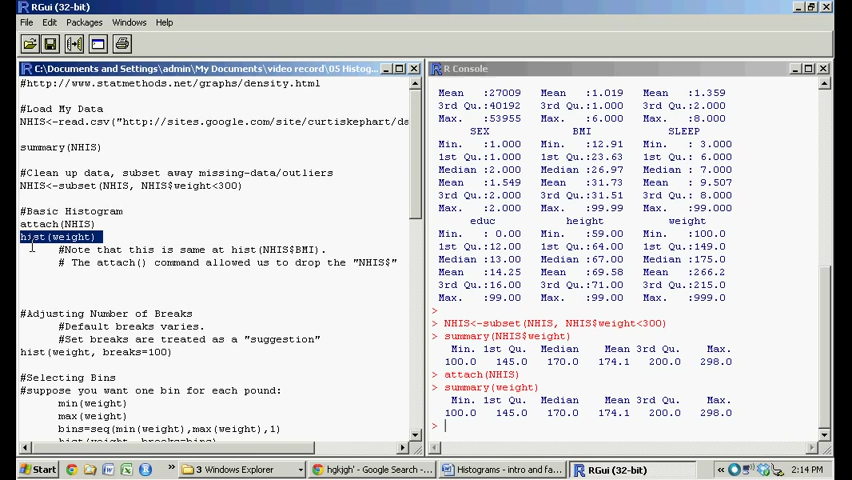 RGui (32-bit)
File Edit Packages Windows Help
C:\Documents and Settings\admin\My Documents\video record\05 Histog...
#http://www.statmethods.net/graphs/density.html
#Load My Data
NHIS<-read.csv("http://sites.google.com/site/curtiskephart/ds
summary(NHIS)
#Clean up data, subset away missing-data/outliers
NHIS<-subset(NHIS, NHIS$weight<300)
#Basic Histogram
attach(NHIS)
hist(weight)
#Note that this is same at hist(NHIS$BMI).
# The attach() command allowed us to drop the "NHIS$"
#Adjusting Number of Breaks
#Default breaks varies.
#Set breaks are treated as a "suggestion"
hist(weight, breaks=100)
#Selecting Bins
#suppose you want one bin for each pound:
min(weight)
max(weight)
bins=seq(min(weight),max(weight),1)
hist(weight, breaks=bins)
R Console
Mean :27009 Mean :1.019 Mean :1.359
3rd Qu.:40192 3rd Qu.:1.000 3rd Qu.:2.000
Max. :53955 Max. :6.000 Max. :8.000
SEX BMI SLEEP
Min. :1.000 Min. :12.91 Min. : 3.000
1st Qu.:1.000 1st Qu.:23.63 1st Qu.: 6.000
Median :2.000 Median :26.97 Median : 7.000
Mean :1.549 Mean :31.73 Mean : 9.507
3rd Qu.:2.000 3rd Qu.:31.51 3rd Qu.: 8.000
Max. :2.000 Max. :99.99 Max. :99.000
educ height weight
Min. : 0.00 Min. :59.00 Min. :100.0
1st Qu.:12.00 1st Qu.:64.00 1st Qu.:149.0
Median :14.00 Median :67.00 Median :175.0
Mean :14.25 Mean :69.58 Mean :266.2
3rd Qu.:16.00 3rd Qu.:71.00 3rd Qu.:215.0
Max. :99.00 Max. :99.00 Max. :999.0
>
> NHIS<-subset(NHIS, NHIS$weight<300)
> summary(NHIS$weight)
Min. 1st Qu. Median Mean 3rd Qu. Max.
100.0 145.0 170.0 174.1 200.0 298.0
> attach(NHIS)
> summary(weight)
Min. 1st Qu. Median Mean 3rd Qu. Max.
100.0 145.0 170.0 174.1 200.0 298.0
>
Start
3 Windows Explorer
hgkjgh' - Google Search -...
Histograms - intro and fa...
RGui (32-bit)
2:14 PM